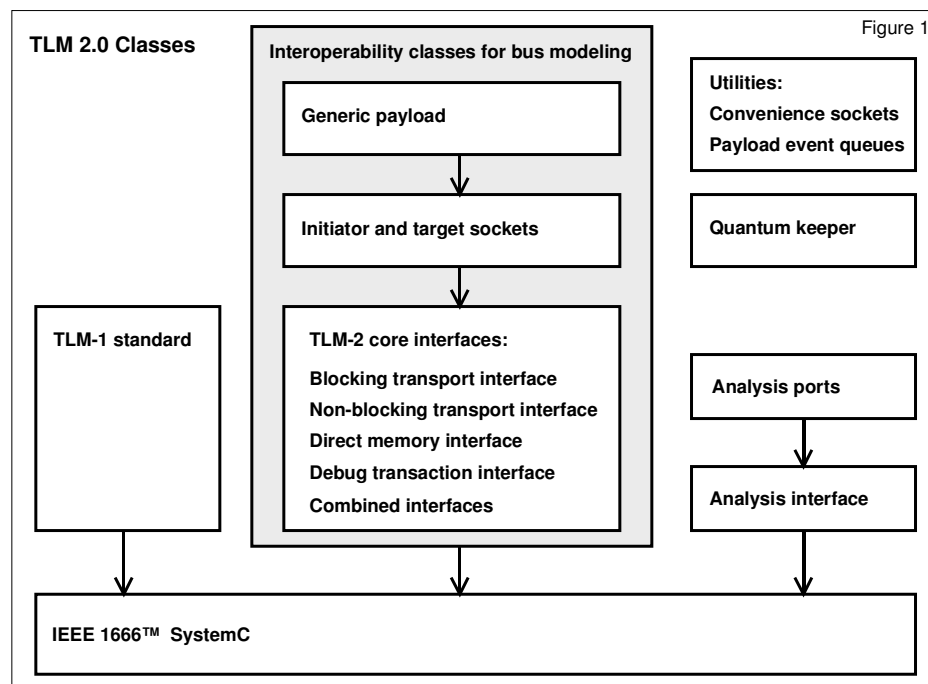 Figure 1
TLM 2.0 Classes
Interoperability classes for bus modeling
Generic payload
Initiator and target sockets
TLM-2 core interfaces:
Blocking transport interface
Non-blocking transport interface
Direct memory interface
Debug transaction interface
Combined interfaces
Utilities:
Convenience sockets
Payload event queues
Quantum keeper
TLM-1 standard
Analysis ports
Analysis interface
IEEE 1666™ SystemC